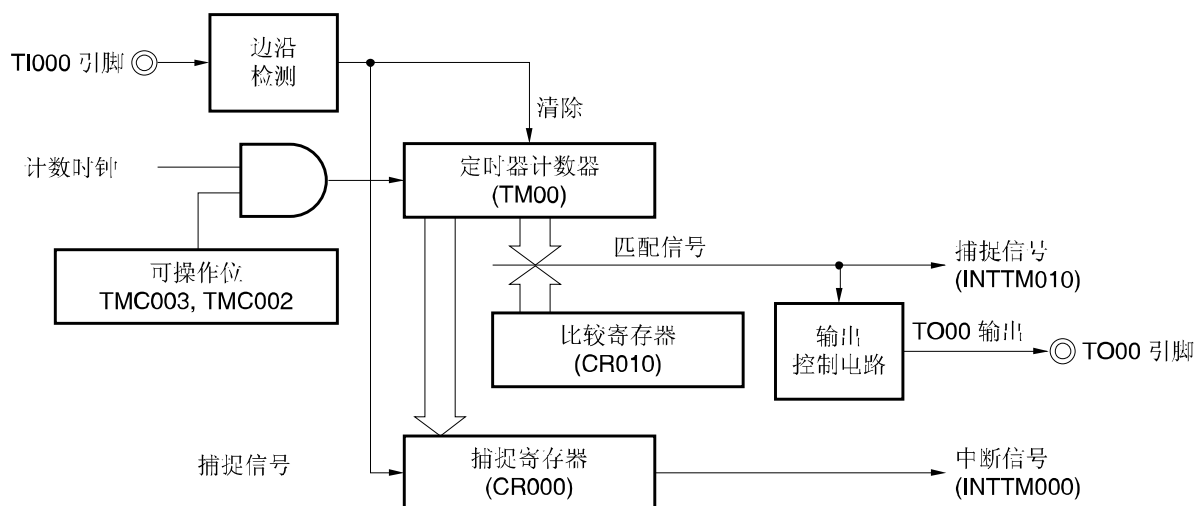 边沿
检测
TI000 引脚
清除
计数时钟
定时器计数器
(TM00)
可操作位
TMC003, TMC002
匹配信号
捕捉信号
(INTTM010)
比较寄存器
(CR010)
输出
控制电路
TO00 输出
TO00 引脚
捕捉信号
捕捉寄存器
(CR000)
中断信号
(INTTM000)